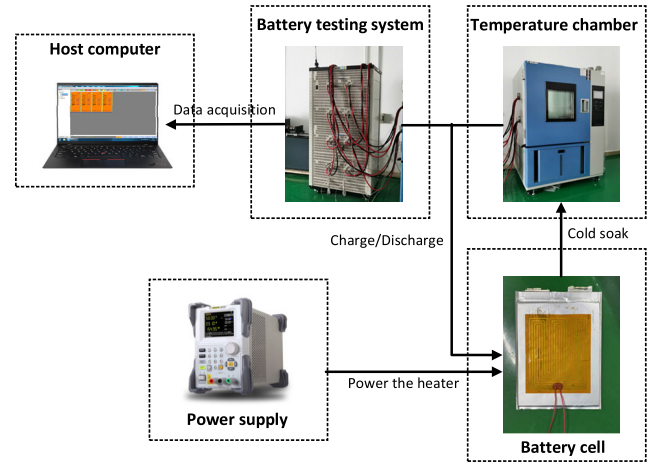 Host computer
Battery testing system
Temperature chamber
Data acquisition
Charge/Discharge
Cold soak
Power the heater
Power supply
Battery cell